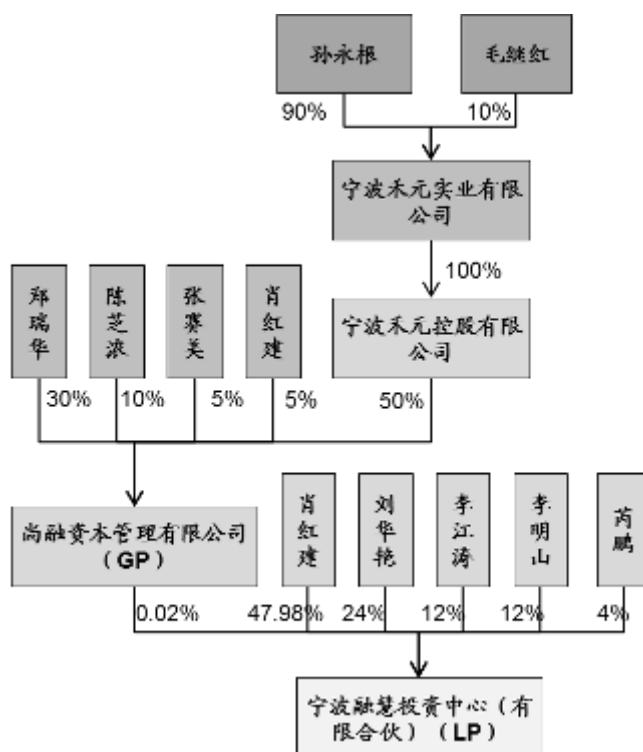 孙永根
毛继红
90%
10%
宁波禾元实业有限
公司
100%
郑瑞华
陈芝浓
张赛美
肖红建
宁波禾元控股有限
公司
30%
10%
5%
5%
50%
尚融资本管理有限公司
（GP）
肖红建
刘华艳
李江涛
李明山
芮鹏
0.02%
47.98%
24%
12%
12%
4%
宁波融慧投资中心（有
限合伙）（LP）